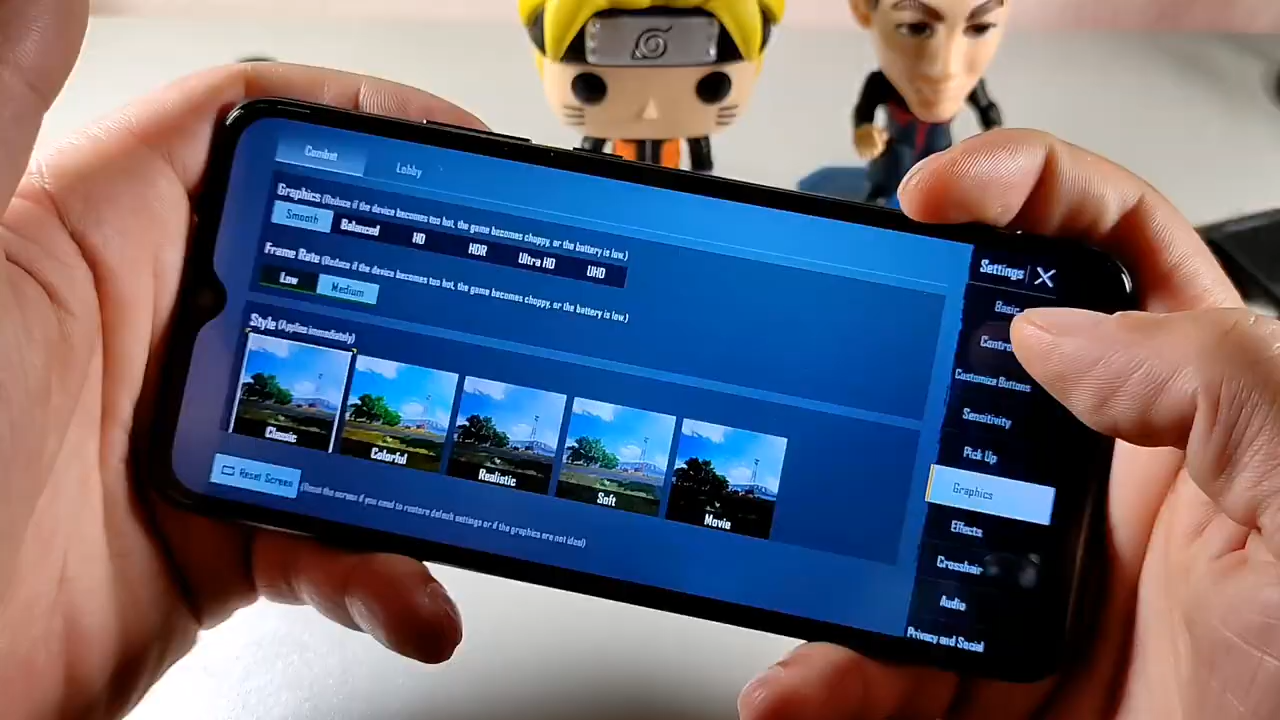 Combat Lobby
Graphics (Reduce if the device becomes too hot, the game becomes choppy, or the battery is low.)
Smooth Balanced HD HDR Ultra HD UHD
Frame Rate (Reduce if the device becomes too hot, the game becomes choppy, or the battery is low.)
Low Medium
Style (Applies immediately)
Classic Colorful Realistic Soft Movie
Reset Screen (Reset the screen if you need to restore default settings or if the graphics are not ideal)
Settings X
Basic
Customize Buttons
Sensitivity
Pick Up
Graphics
Effects
Crosshair
Audio
Privacy and Social